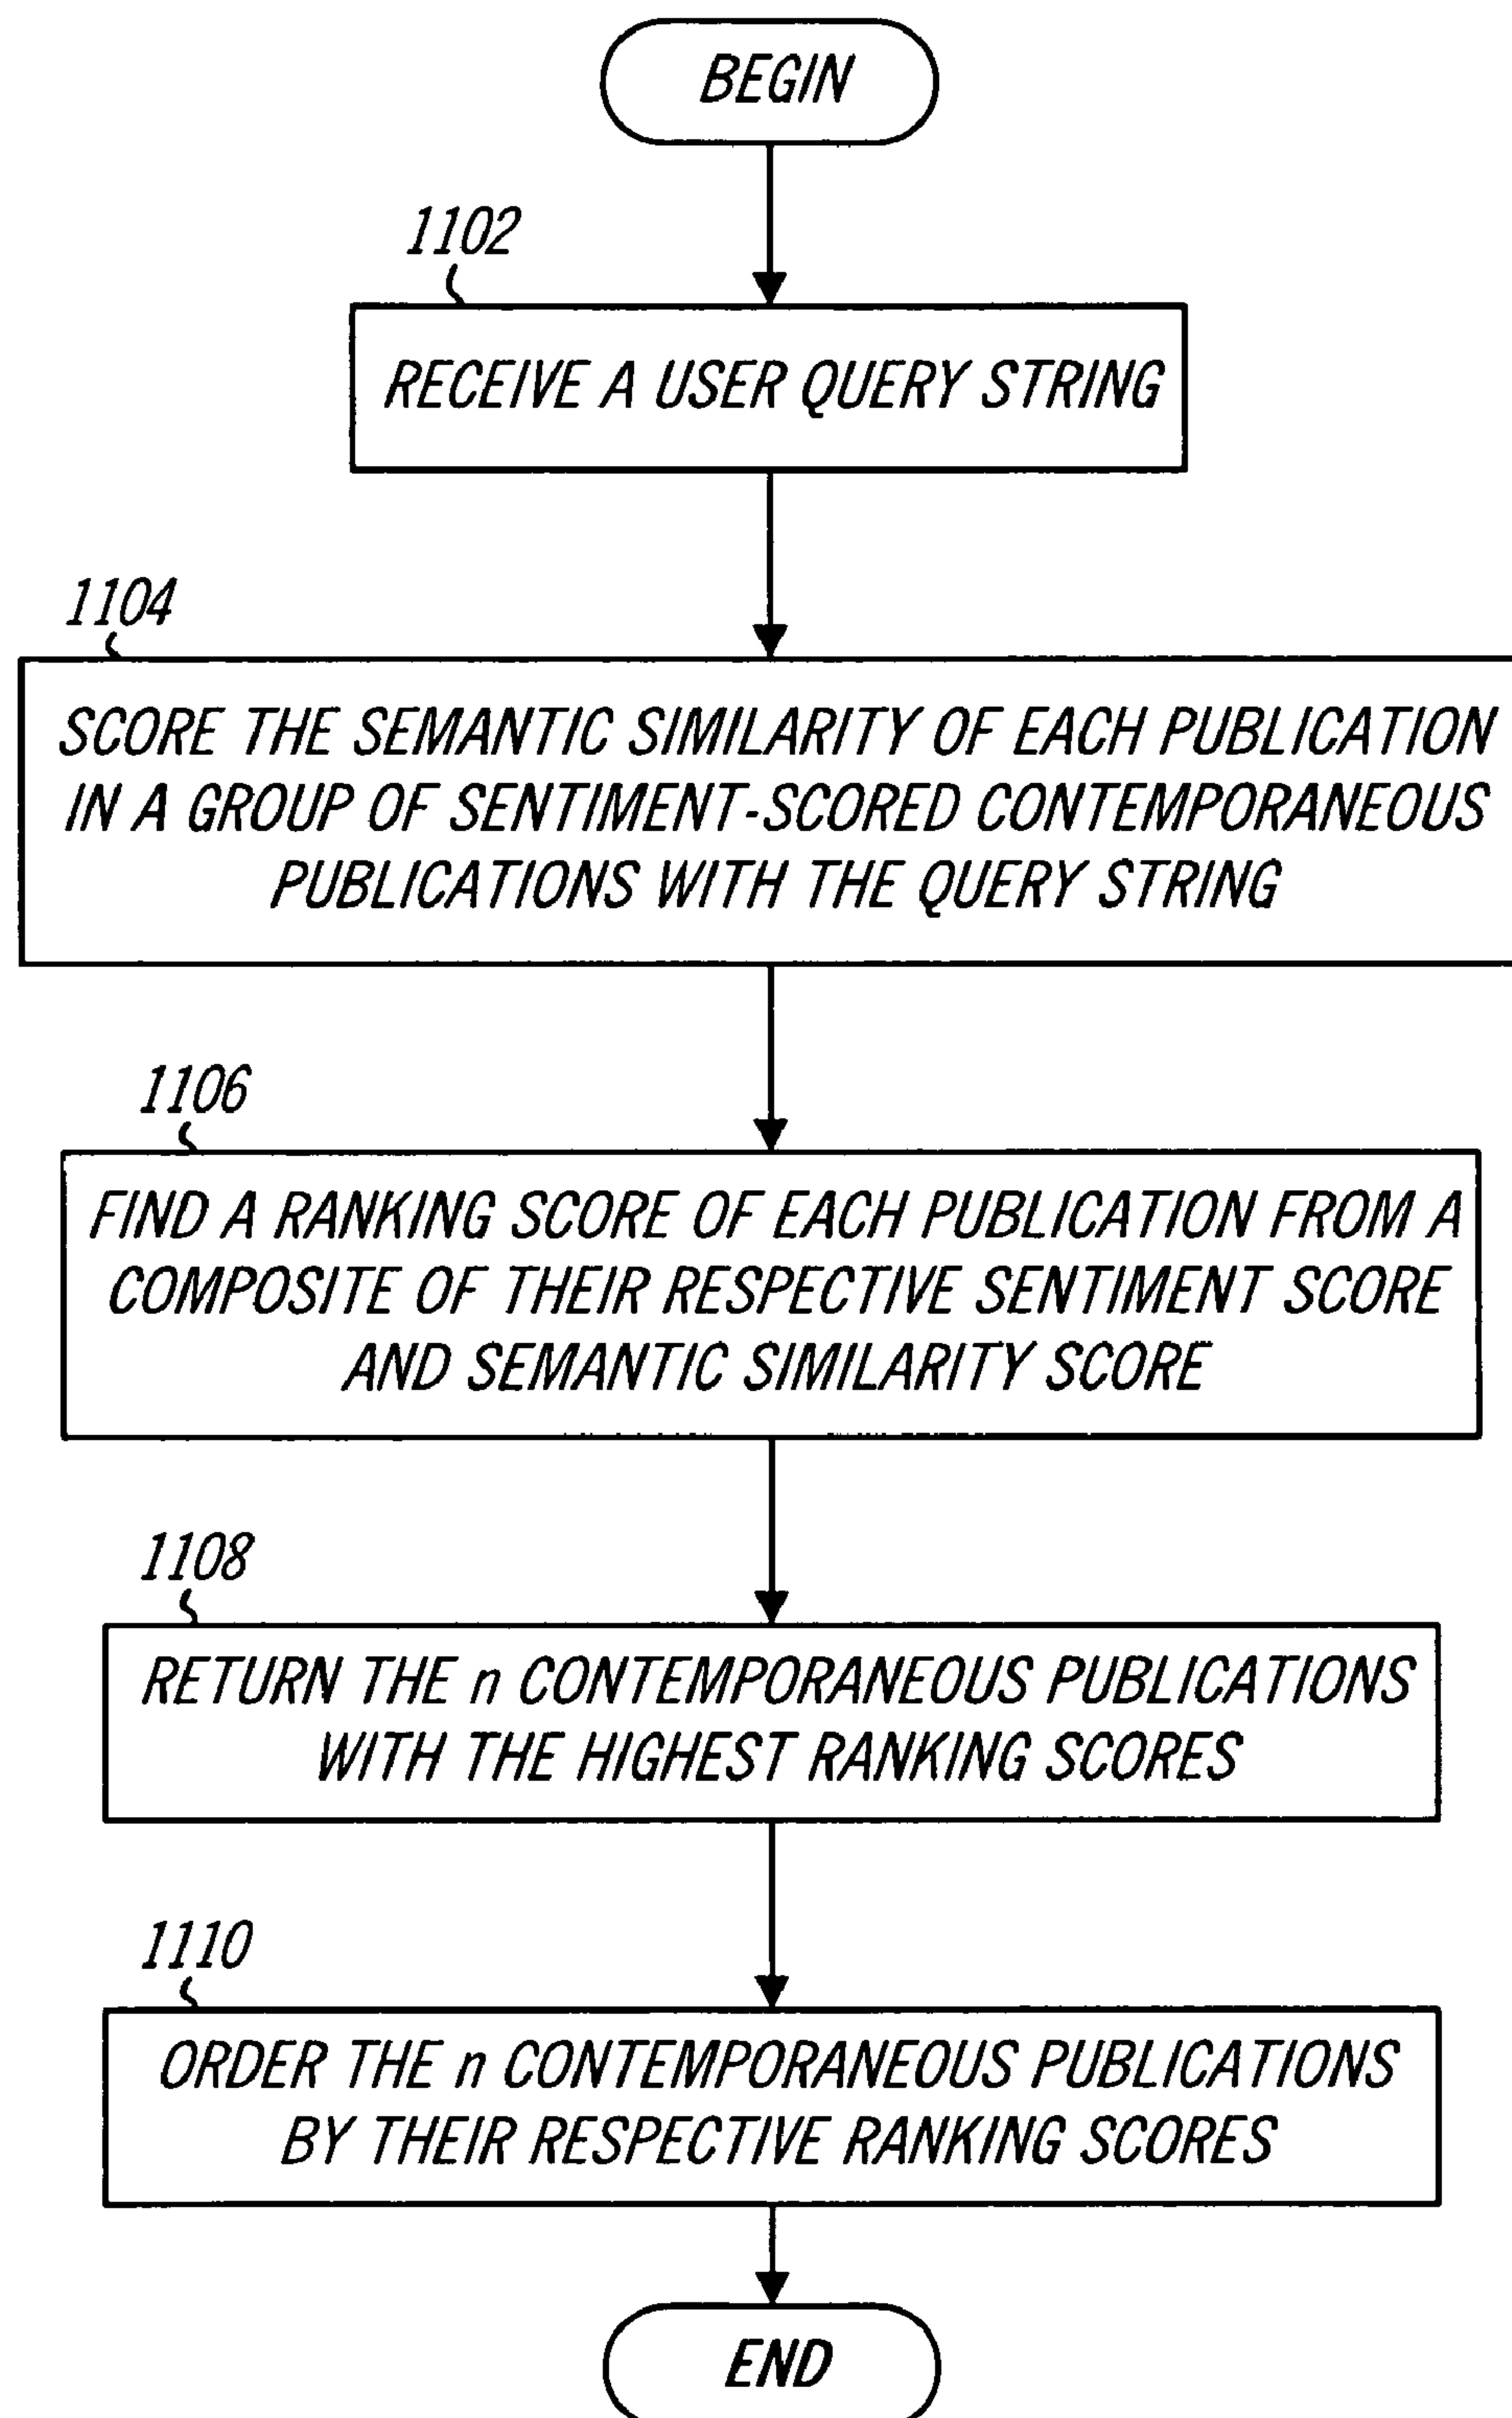 BEGIN
1102
RECEIVE A USER QUERY STRING
1104
SCORE THE SEMANTIC SIMILARITY OF EACH PUBLICATION
IN A GROUP OF SENTIMENT-SCORED CONTEMPORANEOUS
PUBLICATIONS WITH THE QUERY STRING
1106
FIND A RANKING SCORE OF EACH PUBLICATION FROM A
COMPOSITE OF THEIR RESPECTIVE SENTIMENT SCORE
AND SEMANTIC SIMILARITY SCORE
1108
RETURN THE n CONTEMPORANEOUS PUBLICATIONS
WITH THE HIGHEST RANKING SCORES
1110
ORDER THE n CONTEMPORANEOUS PUBLICATIONS
BY THEIR RESPECTIVE RANKING SCORES
END